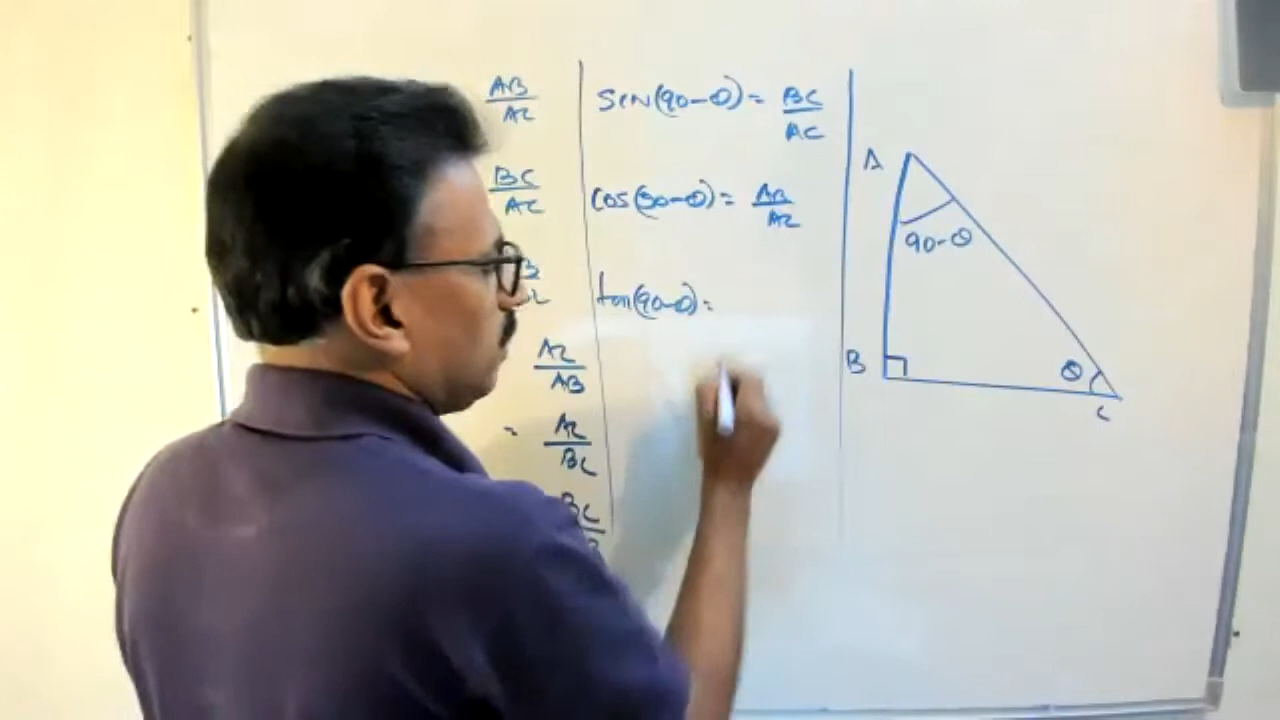 AB
AC
BC
AC
AC
AB
= AC
BC
BC
sin(90-θ) = BC
AC
cos(90-θ) = AB
AC
tan(90-θ) =
A
90-θ
B
θ
C